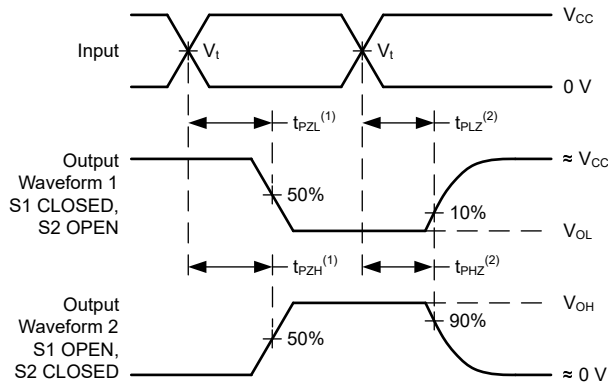 V<sub>CC</sub>
Input
V<sub>t</sub>
V<sub>t</sub>
0 V
t<sub>PZL</sub><sup>(1)</sup>
t<sub>PLZ</sub><sup>(2)</sup>
Output
Waveform 1
S1 CLOSED,
S2 OPEN
≈ V<sub>CC</sub>
50%
10%
V<sub>OL</sub>
t<sub>PZH</sub><sup>(1)</sup>
t<sub>PHZ</sub><sup>(2)</sup>
Output
Waveform 2
S1 OPEN,
S2 CLOSED
V<sub>OH</sub>
90%
50%
≈ 0 V